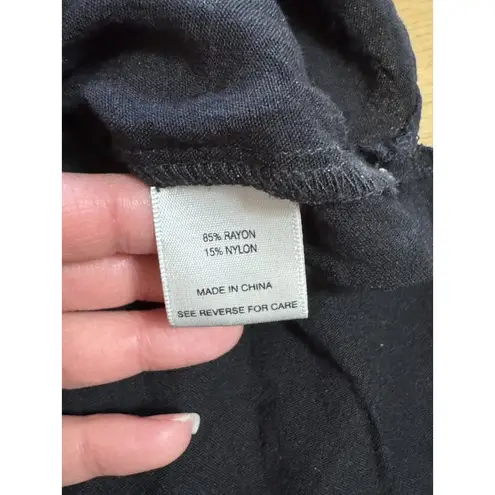 85% RAYON
15% NYLON
MADE IN CHINA
SEE REVERSE FOR CARE